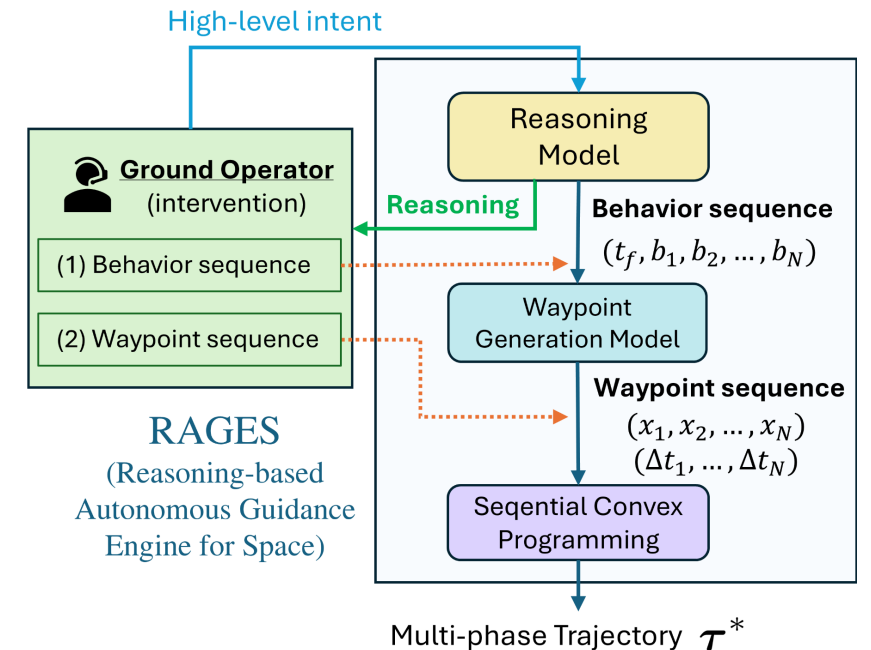 High-level intent
Reasoning
Model
Ground Operator
(intervention)
Reasoning
Behavior sequence
(t_f, b_1, b_2, ..., b_N)
(1) Behavior sequence
Waypoint
Generation Model
(2) Waypoint sequence
Waypoint sequence
(x_1, x_2, ..., x_N)
(Δt_1, ..., Δt_N)
RAGES
(Reasoning-based
Autonomous Guidance
Engine for Space)
Seqential Convex
Programming
Multi-phase Trajectory τ*